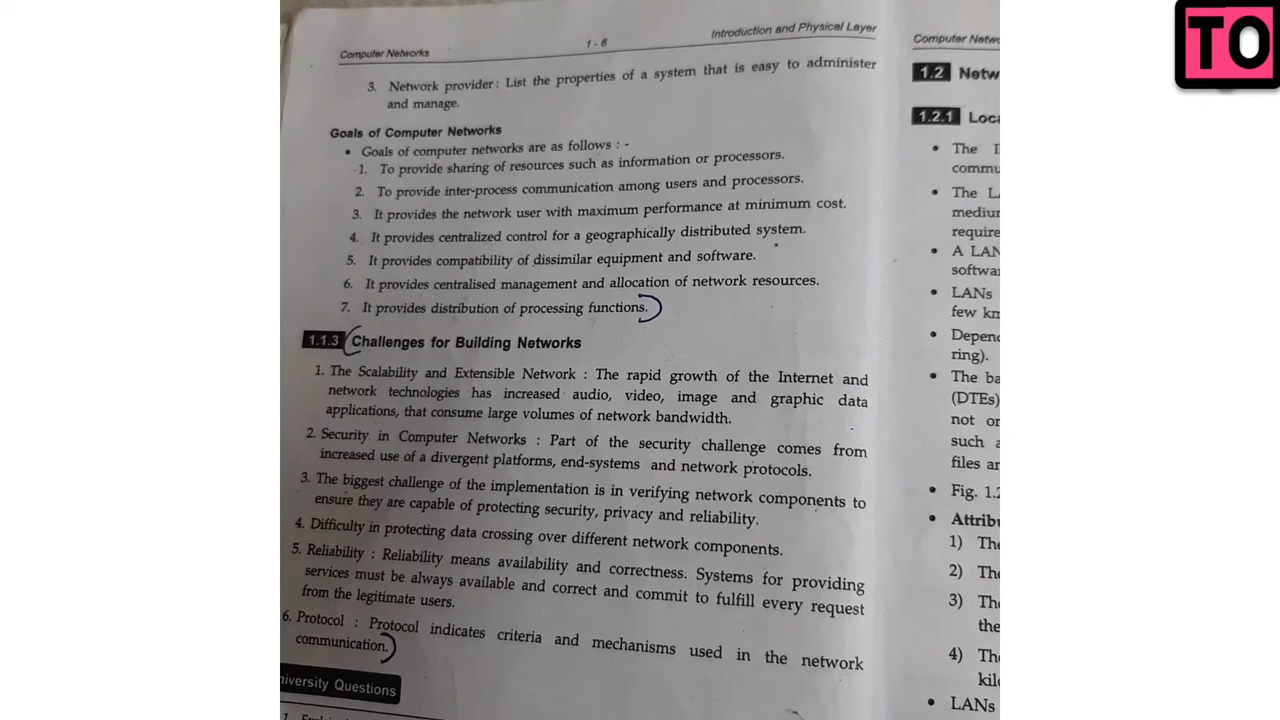 TO
Computer Networks
1 - 6
Introduction and Physical Layer
3. Network provider : List the properties of a system that is easy to administer
and manage.
Goals of Computer Networks
• Goals of computer networks are as follows : -
1. To provide sharing of resources such as information or processors.
2. To provide inter-process communication among users and processors.
3. It provides the network user with maximum performance at minimum cost.
4. It provides centralized control for a geographically distributed system.
5. It provides compatibility of dissimilar equipment and software.
6. It provides centralised management and allocation of network resources.
7. It provides distribution of processing functions.
1.1.3 Challenges for Building Networks
1. The Scalability and Extensible Network : The rapid growth of the Internet and
network technologies has increased audio, video, image and graphic data
applications, that consume large volumes of network bandwidth.
2. Security in Computer Networks : Part of the security challenge comes from
increased use of a divergent platforms, end-systems and network protocols.
3. The biggest challenge of the implementation is in verifying network components to
ensure they are capable of protecting security, privacy and reliability.
4. Difficulty in protecting data crossing over different network components.
5. Reliability : Reliability means availability and correctness. Systems for providing
services must be always available and correct and commit to fulfill every request
from the legitimate users.
6. Protocol : Protocol indicates criteria and mechanisms used in the network
communication.
University Questions
Computer
1.2
1.2.1
• The
• The
• A LAN
• LANs
few
• Depen
ring).
• The
(DTEs)
not
such
files
• Fig.
•
1) The
2) The
3) The
the
4) The
• LANs